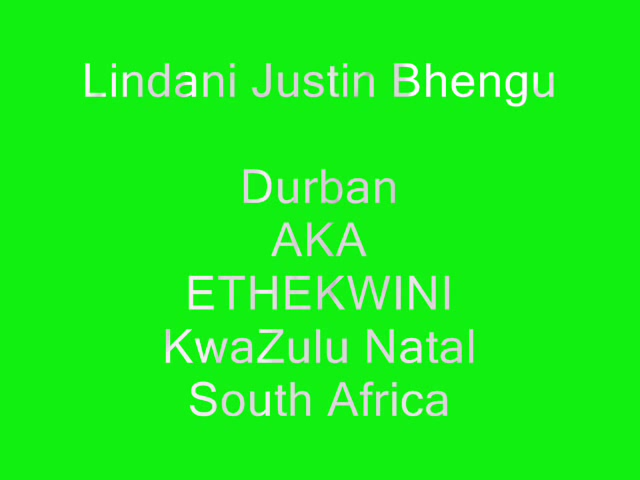 Lindani Justin Bhengu
Durban
AKA
ETHEKWINI
KwaZulu Natal
South Africa